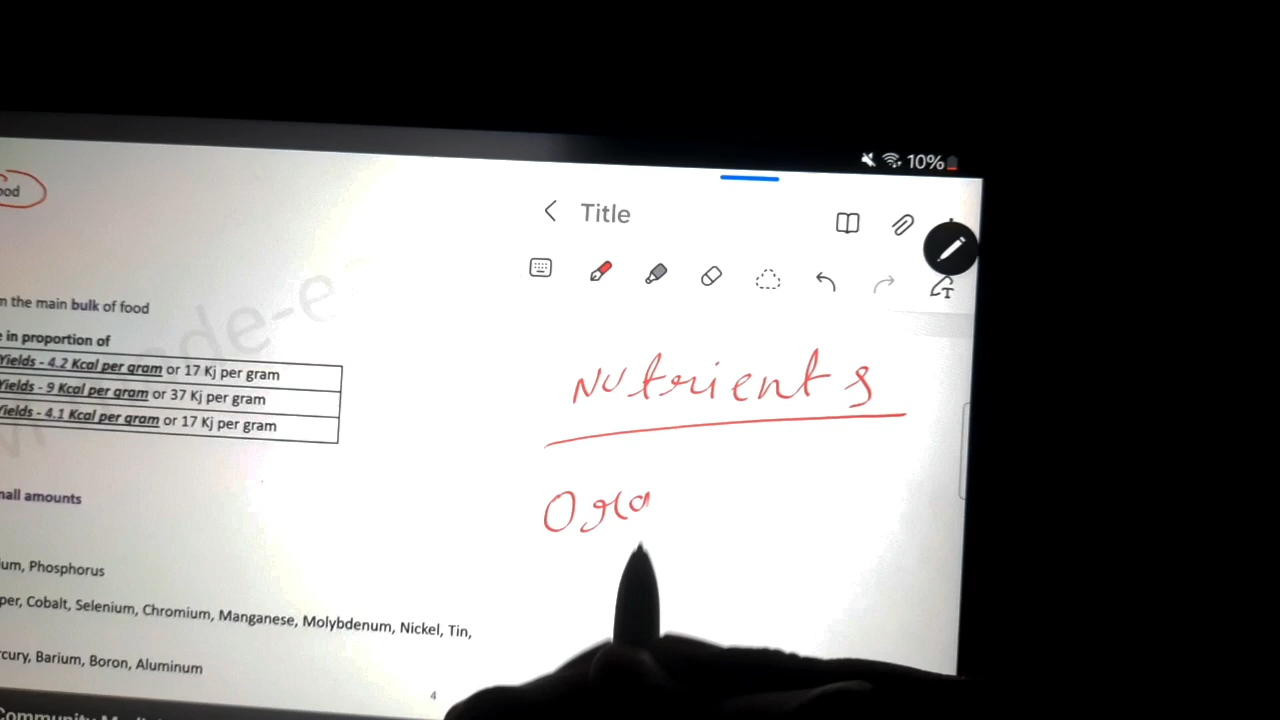 10%
Title
ood
n the main bulk of food
e in proportion of
Yields - 4.2 Kcal per gram or 17 Kj per gram
Yields - 9 Kcal per gram or 37 Kj per gram
Yields - 4.1 Kcal per gram or 17 Kj per gram
nall amounts
ium, Phosphorus
per, Cobalt, Selenium, Chromium, Manganese, Molybdenum, Nickel, Tin,
rcury, Barium, Boron, Aluminum
4
Nutrients